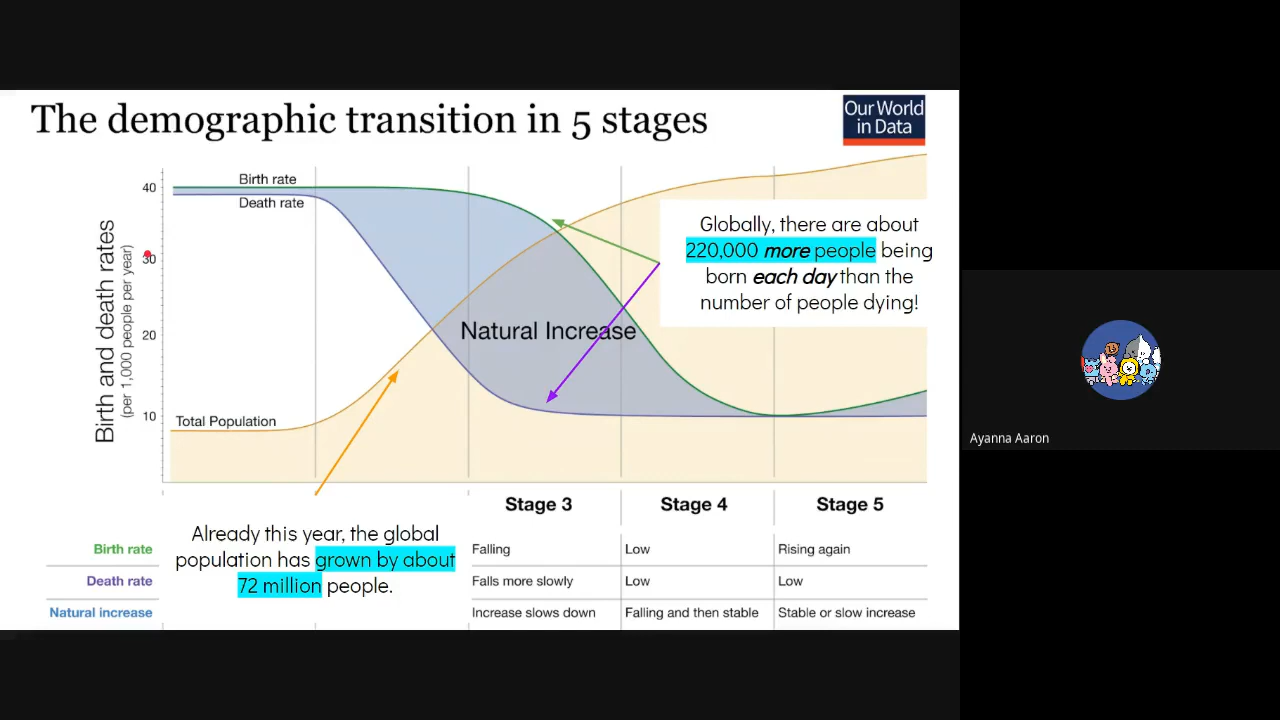 The demographic transition in 5 stages
Our World
in Data
Birth and death rates
(per 1,000 people per year)
40
30
20
10
Birth rate
Death rate
Total Population
Natural Increase
Globally, there are about
220,000 more people being
born each day than the
number of people dying!
Already this year, the global
population has grown by about
72 million people.
Stage 3 Stage 4 Stage 5
Birth rate Falling Low Rising again
Death rate Falls more slowly Low Low
Natural increase Increase slows down Falling and then stable Stable or slow increase
Ayanna Aaron